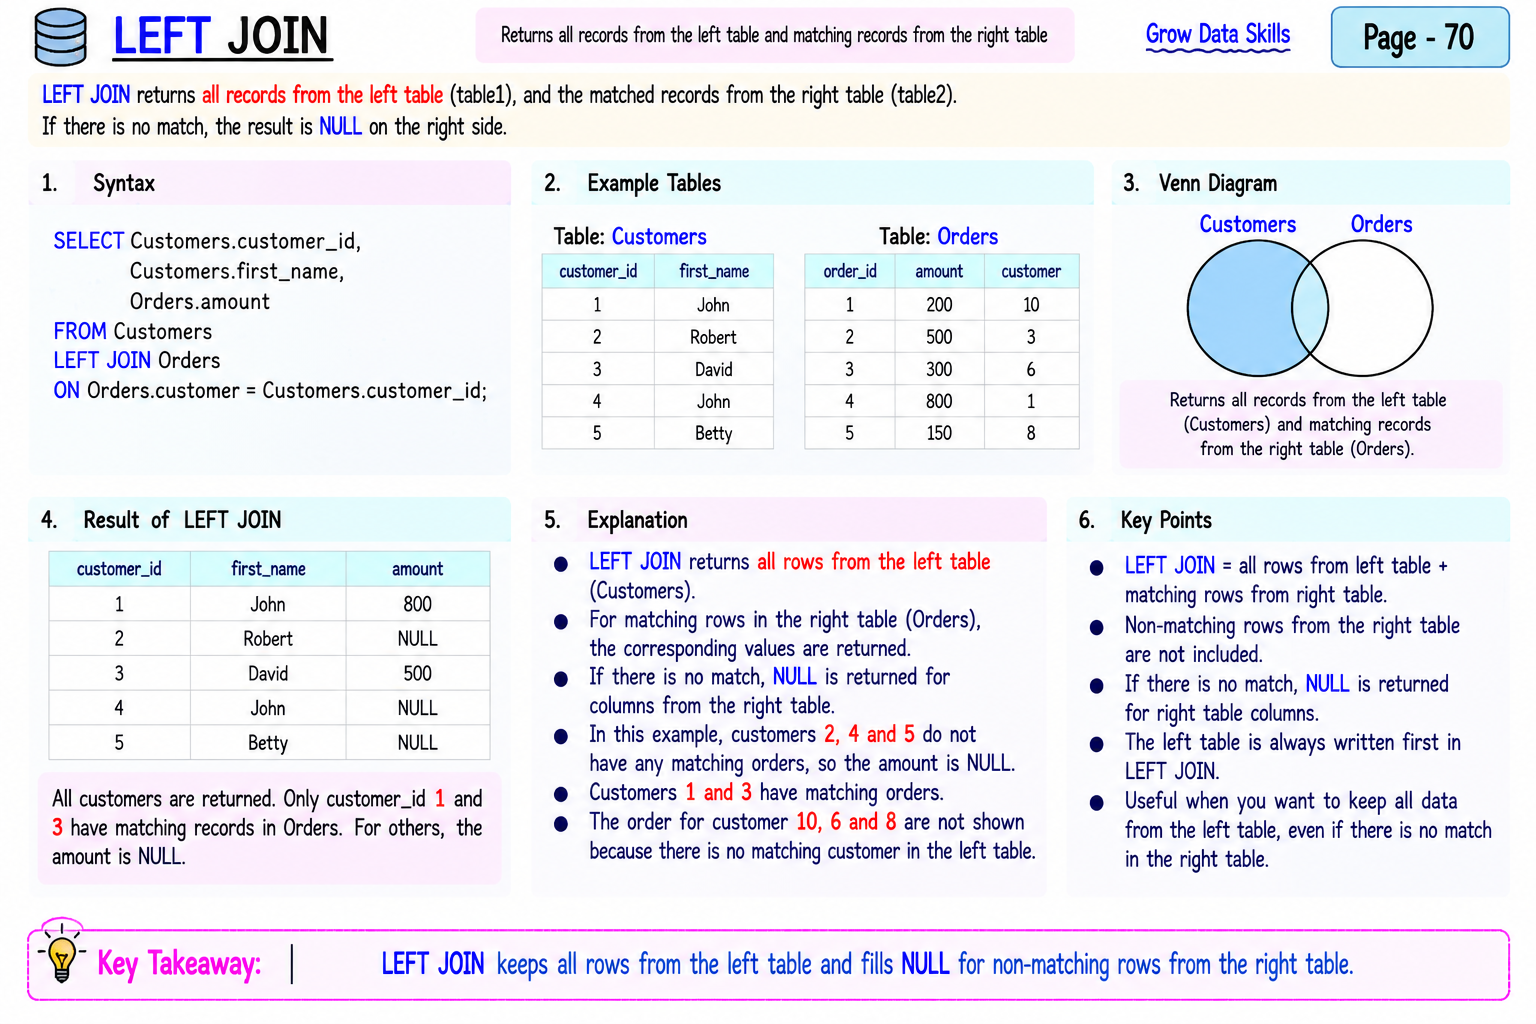 LEFT JOIN
Returns all records from the left table and matching records from the right table
Grow Data Skills
Page - 70
LEFT JOIN returns all records from the left table (table1), and the matched records from the right table (table2).
If there is no match, the result is NULL on the right side.
1. Syntax
SELECT Customers.customer_id,
Customers.first_name,
Orders.amount
FROM Customers
LEFT JOIN Orders
ON Orders.customer = Customers.customer_id;
2. Example Tables
Table: Customers
customer_id first_name
1 John
2 Robert
3 David
4 John
5 Betty
Table: Orders
order_id amount customer
1 200 10
2 500 3
3 300 6
4 800 1
5 150 8
3. Venn Diagram
Customers Orders
Returns all records from the left table
(Customers) and matching records
from the right table (Orders).
4. Result of LEFT JOIN
customer_id first_name amount
1 John 800
2 Robert NULL
3 David 500
4 John NULL
5 Betty NULL
All customers are returned. Only customer_id 1 and
3 have matching records in Orders. For others, the
amount is NULL.
5. Explanation
● LEFT JOIN returns all rows from the left table
(Customers).
● For matching rows in the right table (Orders),
the corresponding values are returned.
● If there is no match, NULL is returned for
columns from the right table.
● In this example, customers 2, 4 and 5 do not
have any matching orders, so the amount is NULL.
● Customers 1 and 3 have matching orders.
● The order for customer 10, 6 and 8 are not shown
because there is no matching customer in the left table.
6. Key Points
● LEFT JOIN = all rows from left table +
matching rows from right table.
● Non-matching rows from the right table
are not included.
● If there is no match, NULL is returned
for right table columns.
● The left table is always written first in
LEFT JOIN.
● Useful when you want to keep all data
from the left table, even if there is no match
in the right table.
Key Takeaway:
LEFT JOIN keeps all rows from the left table and fills NULL for non-matching rows from the right table.